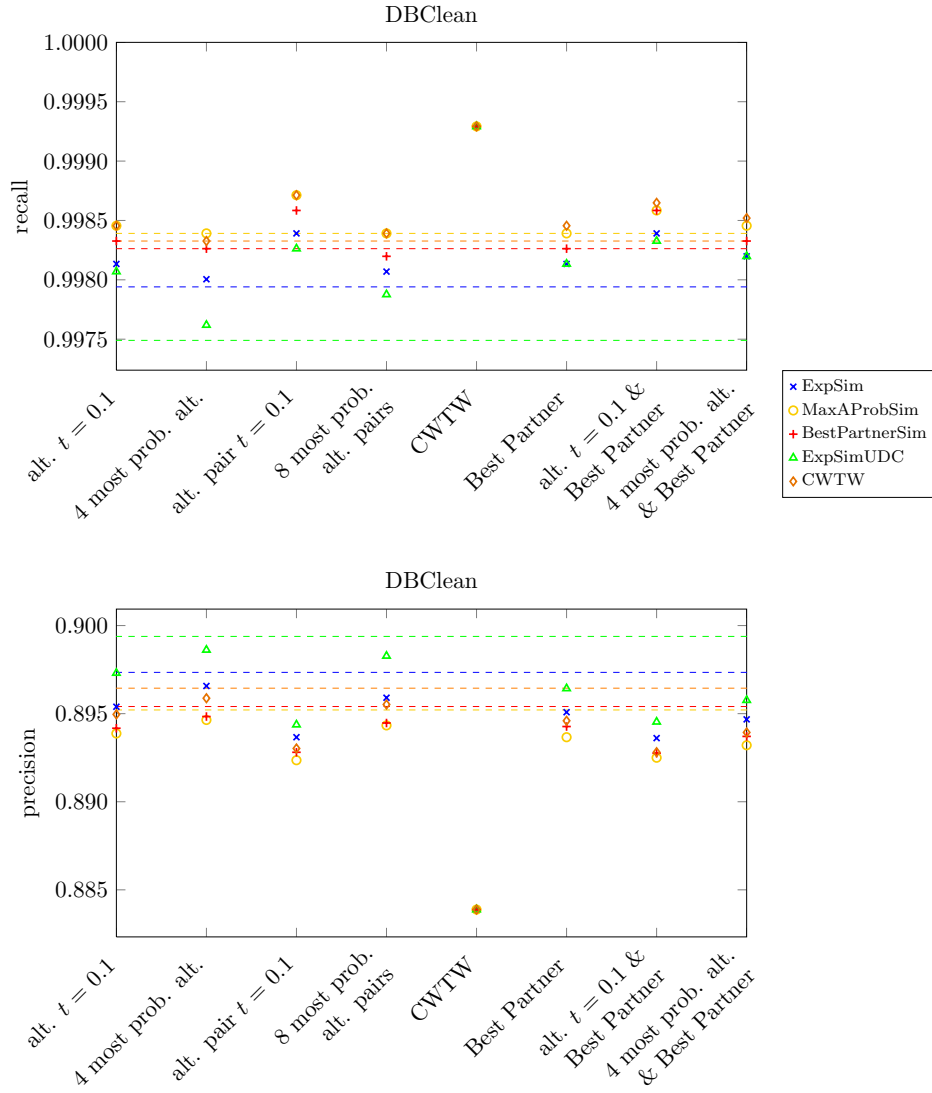 DBClean
1.0000
0.9995
0.9990
0.9985
0.9980
0.9975
recall
alt. t = 0.1
4 most prob. alt.
alt. pair t = 0.1
8 most prob.
alt. pairs
CWTW
Best Partner
alt. t = 0.1 &
Best Partner
4 most prob. alt.
& Best Partner
ExpSim
MaxAProbSim
BestPartnerSim
ExpSimUDC
CWTW
DBClean
0.900
0.895
0.890
0.885
precision
alt. t = 0.1
4 most prob. alt.
alt. pair t = 0.1
8 most prob.
alt. pairs
CWTW
Best Partner
alt. t = 0.1 &
Best Partner
4 most prob. alt.
& Best Partner